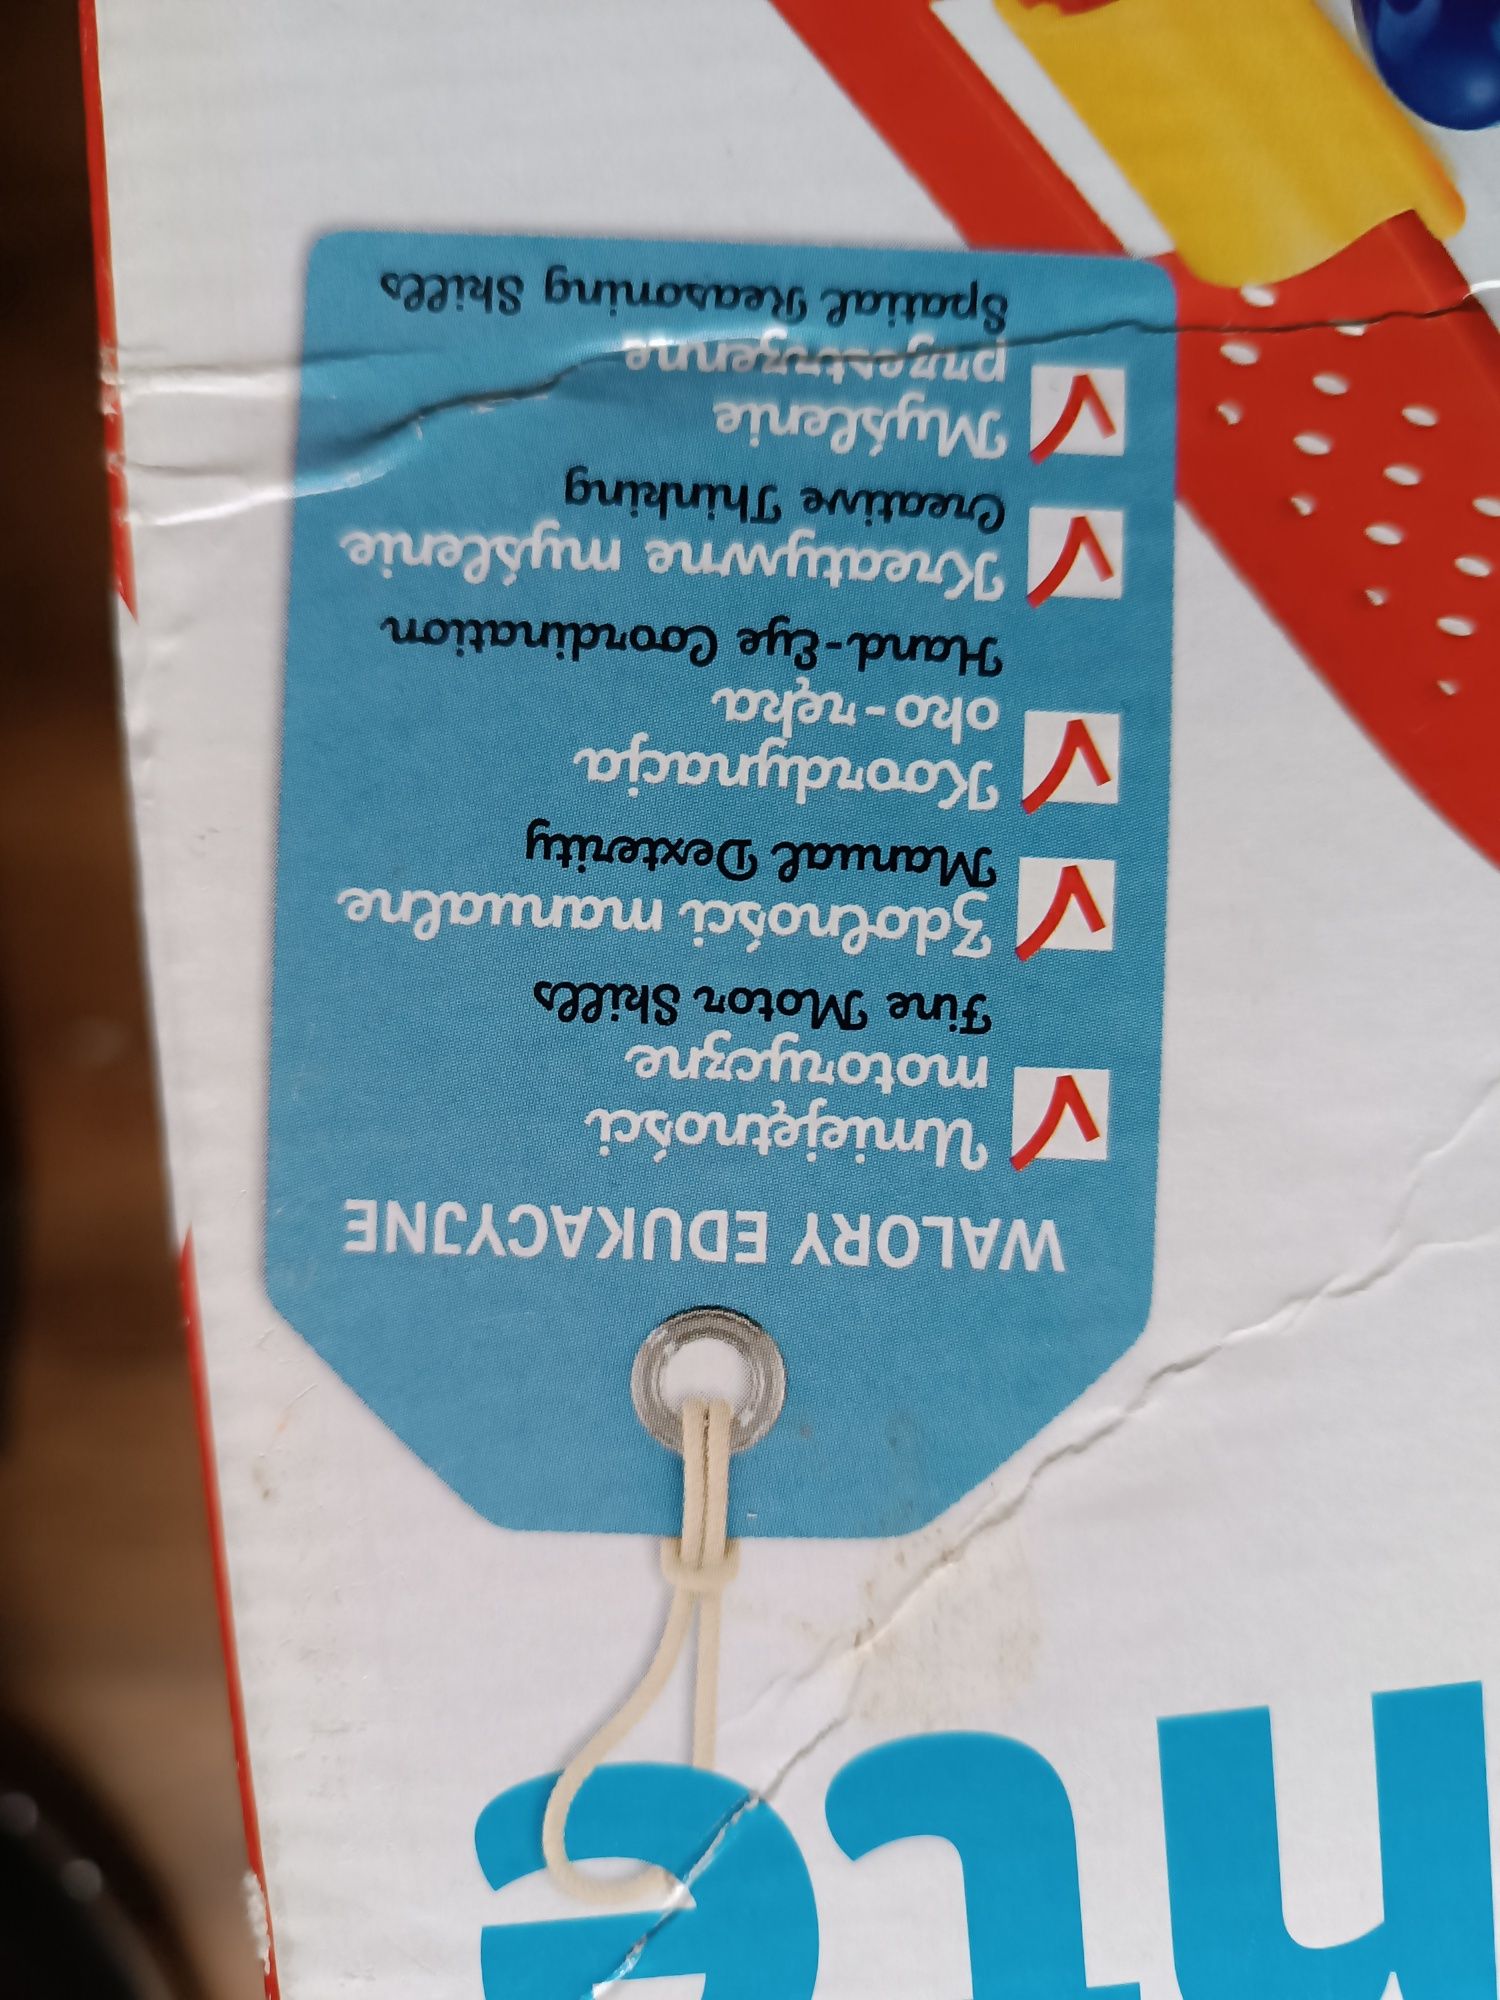 WALORY EDUKACYJNE
Umiejętności
motoryczne
Fine Motor Skills
Zdolności manualne
Manual Dexterity
Koordynacja
oko-ręka
Hand-Eye Coordination
Kreatywne myślenie
Creative Thinking
Myślenie
przestrzenne
Spatial Reasoning Skills